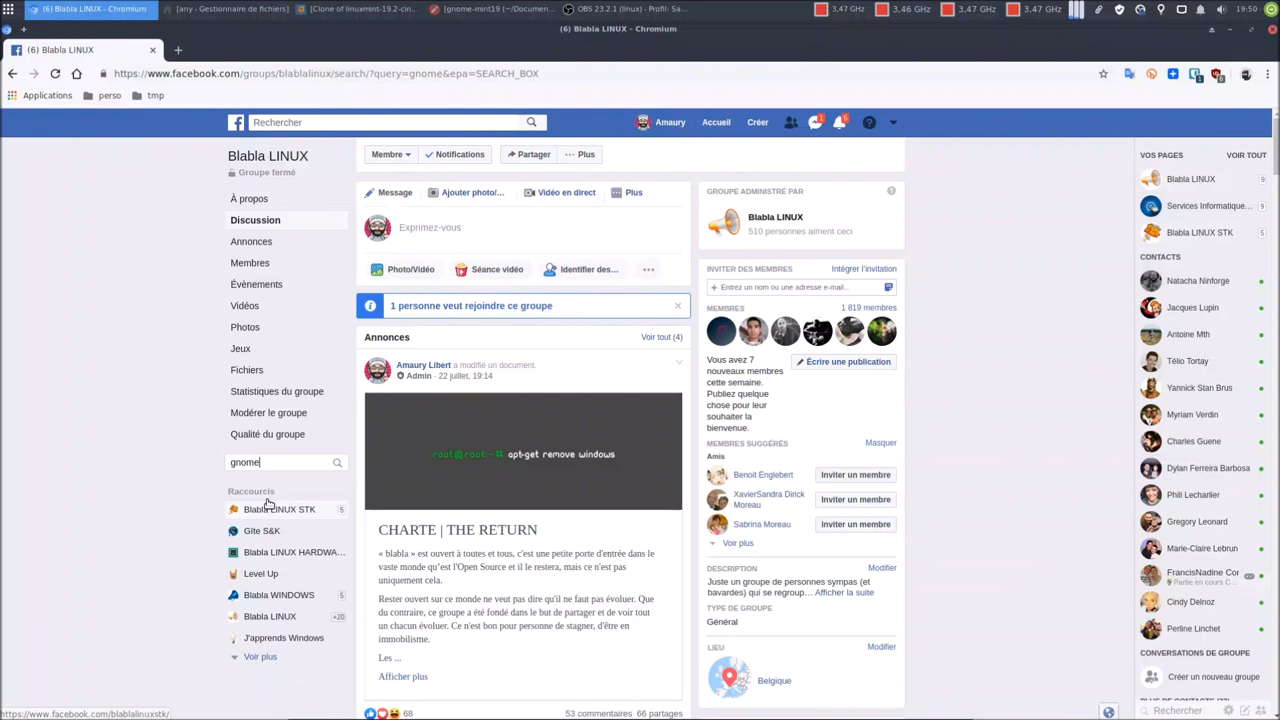 (6) Blabla LINUX - Chromium
[any - Gestionnaire de fichiers]
[Clone of linuxmint-19.2-cin...
[gnome-mint19 (~/Documen...
OBS 23.2.1 (linux) - Profil: Sa...
3,47 GHz
3,46 GHz
3,47 GHz
3,47 GHz
19:50
(6) Blabla LINUX - Chromium
(6) Blabla LINUX
https://www.facebook.com/groups/blablalinux/search/?query=gnome&epa=SEARCH_BOX
Applications
perso
tmp
Rechercher
Amaury
Accueil
Créer
1
5
Blabla LINUX
Groupe fermé
À propos
Discussion
Annonces
Membres
Évènements
Vidéos
Photos
Jeux
Fichiers
Statistiques du groupe
Modérer le groupe
Qualité du groupe
gnome
Raccourcis
Blabla LINUX STK 5
Gîte S&K
Blabla LINUX HARDWA...
Level Up
Blabla WINDOWS 5
Blabla LINUX +20
J'apprends Windows
Voir plus
https://www.facebook.com/blablalinuxstk/
Membre
Notifications
Partager
Plus
Message
Ajouter photo/...
Vidéo en direct
Plus
Exprimez-vous
Photo/Vidéo
Séance vidéo
Identifier des...
1 personne veut rejoindre ce groupe
Annonces
Voir tout (4)
Amaury Libert a modifié un document.
Admin · 22 juillet, 19:14
root@root:~# apt-get remove windows
CHARTE | THE RETURN
« blabla » est ouvert à toutes et tous, c'est une petite porte d'entrée dans le
vaste monde qu'est l'Open Source et il le restera, mais ce n'est pas
uniquement cela.
Rester ouvert sur ce monde ne veut pas dire qu'il ne faut pas évoluer. Que
du contraire, ce groupe a été fondé dans le but de partager et de voir tout
un chacun évoluer. Ce n'est bon pour personne de stagner, d'être en
immobilisme.
Les ...
Afficher plus
68
53 commentaires
66 partages
GROUPE ADMINISTRÉ PAR
Blabla LINUX
510 personnes aiment ceci
INVITER DES MEMBRES
Intégrer l'invitation
+ Entrez un nom ou une adresse e-mail...
MEMBRES
1 819 membres
Vous avez 7
nouveaux membres
cette semaine.
Publiez quelque
chose pour leur
souhaiter la
bienvenue.
Écrire une publication
MEMBRES SUGGÉRÉS
Masquer
Amis
Benoit Englebert
Inviter un membre
XavierSandra Dirick
Moreau
Inviter un membre
Sabrina Moreau
Inviter un membre
Voir plus
DESCRIPTION
Modifier
Juste un groupe de personnes sympas (et
bavardes) qui se regroup... Afficher la suite
TYPE DE GROUPE
Général
LIEU
Modifier
Belgique
VOS PAGES
VOIR TOUT
Blabla LINUX 9
Services Informatique... 9
Blabla LINUX STK 5
CONTACTS
Natacha Ninforge
Jacques Lupin
Antoine Mth
Télio Tortay
Yannick Stan Brus
Myriam Verdin
Charles Guene
Dylan Ferreira Barbosa
Phili Lecharlier
Gregory Leonard
Marie-Claire Lebrun
FrancisNadine Cor
Partie en cours C...
Cindy Delnoz
Perline Linchet
CONVERSATIONS DE GROUPE
Créer un nouveau groupe
Rechercher